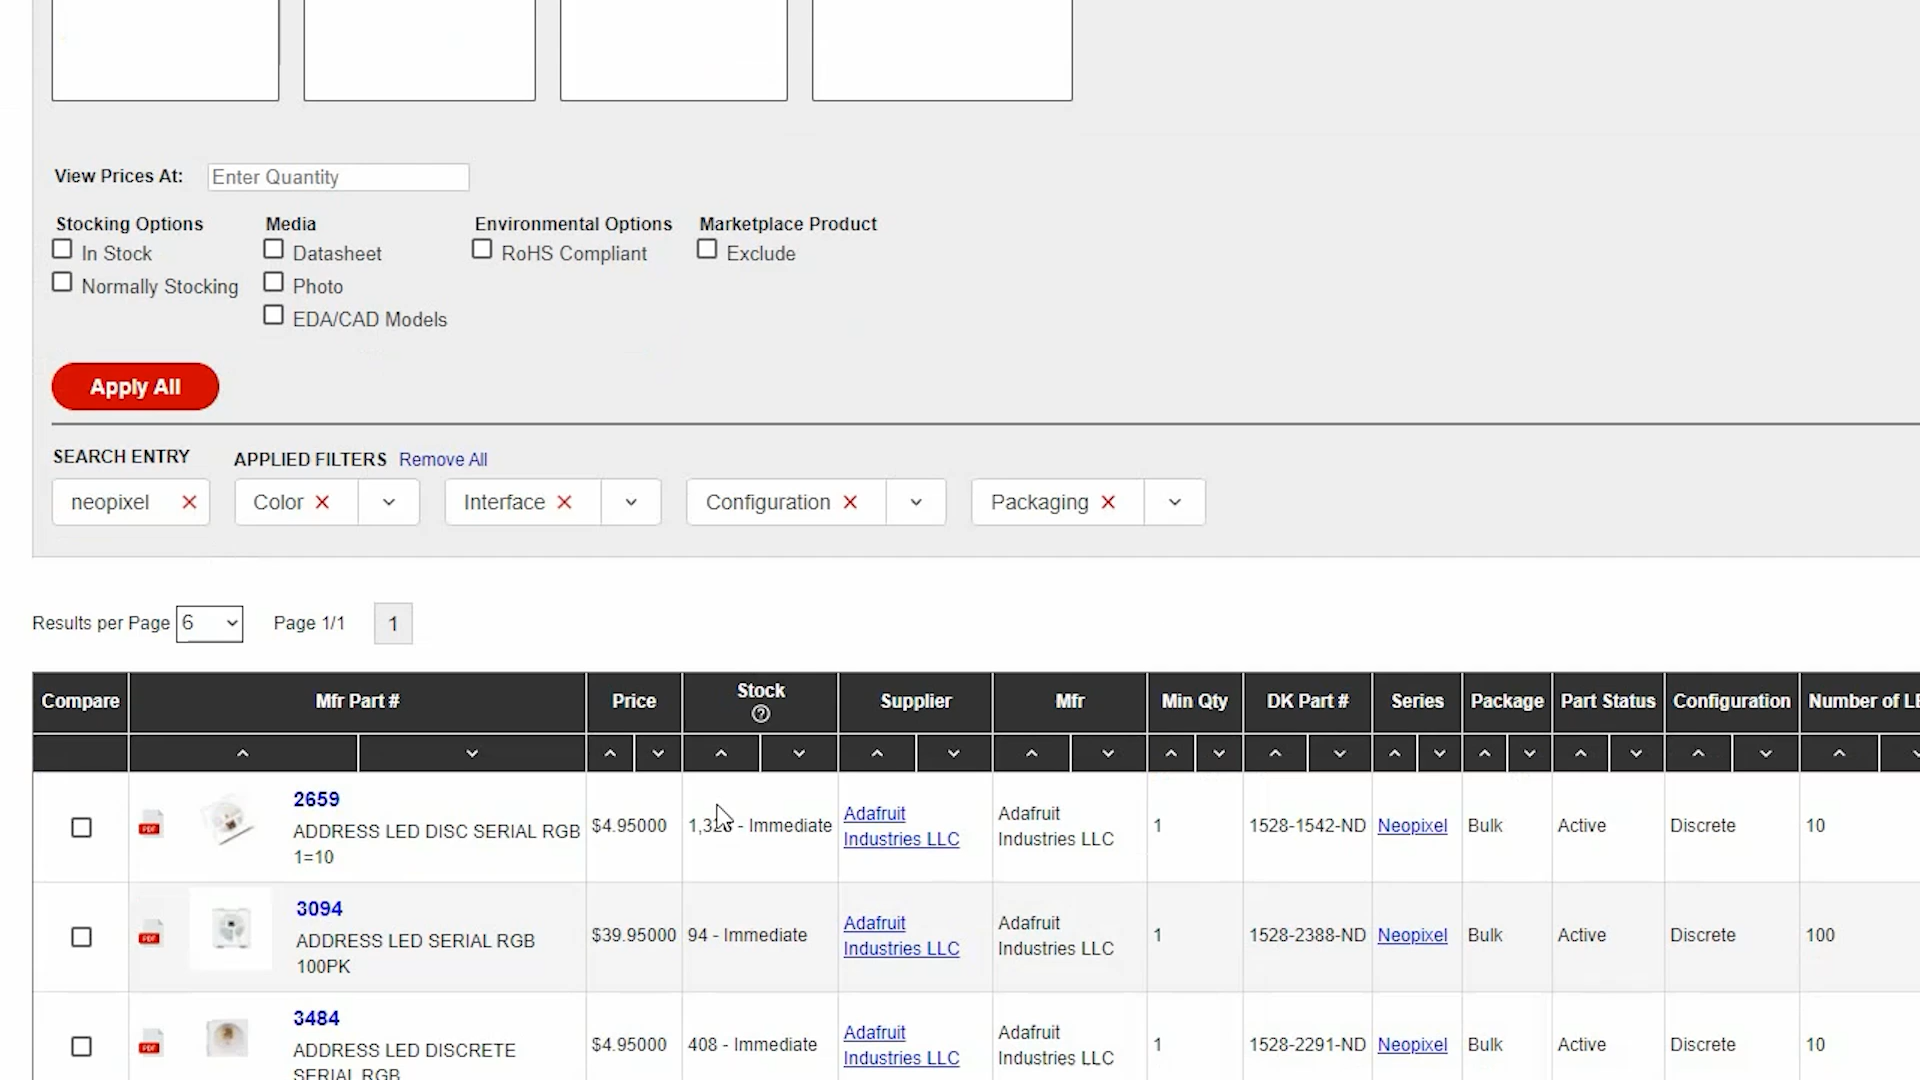 View Prices At: Enter Quantity
Stocking Options Media Environmental Options Marketplace Product
In Stock Datasheet RoHS Compliant Exclude
Normally Stocking Photo
EDA/CAD Models
Apply All
SEARCH ENTRY APPLIED FILTERS Remove All
neopixel Color Interface Configuration Packaging
Results per Page 6 Page 1/1 1
Compare Mfr Part # Price Stock Supplier Mfr Min Qty DK Part # Series Package Part Status Configuration Number of
2659
ADDRESS LED DISC SERIAL RGB
1=10
$4.95000 - Immediate Adafruit
Industries LLC
Adafruit
Industries LLC
1 1528-1542-ND Neopixel Bulk Active Discrete 10
3094
ADDRESS LED SERIAL RGB
100PK
$39.95000 94 - Immediate Adafruit
Industries LLC
Adafruit
Industries LLC
1 1528-2388-ND Neopixel Bulk Active Discrete 100
3484
ADDRESS LED DISCRETE
SERIAL RGB
$4.95000 408 - Immediate Adafruit
Industries LLC
Adafruit
Industries LLC
1 1528-2291-ND Neopixel Bulk Active Discrete 10